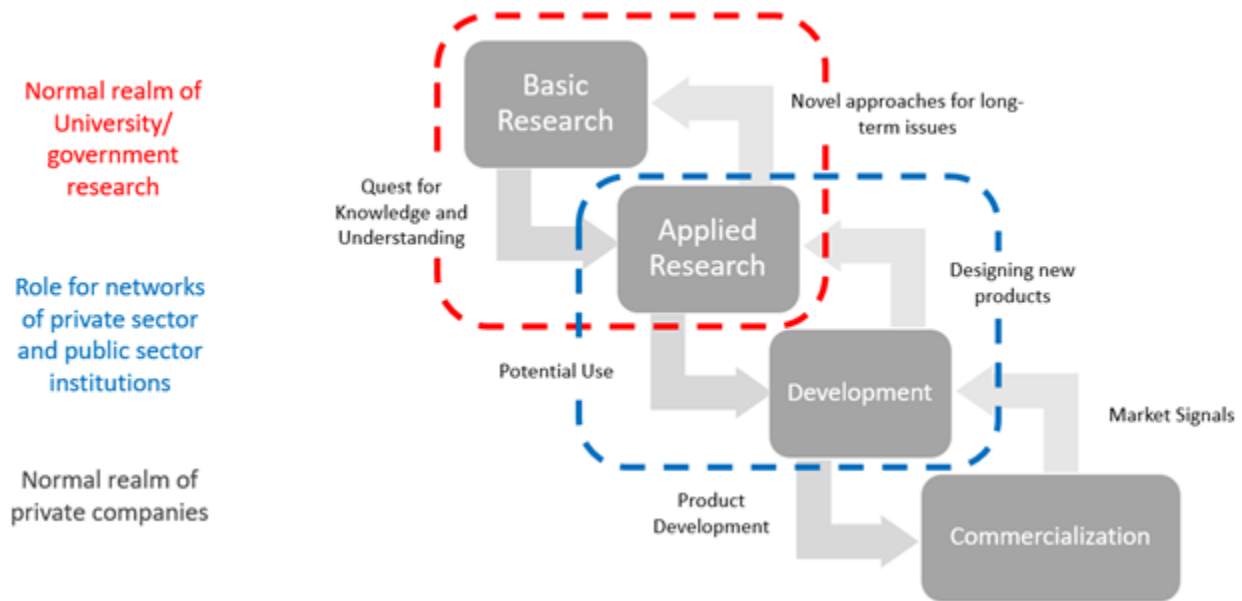 Normal realm of
University/
government
research
Role for networks
of private sector
and public sector
institutions
Normal realm of
private companies
Basic
Research
Novel approaches for long-
term issues
Quest for
Knowledge and
Understanding
Applied
Research
Designing new
products
Potential Use
Development
Market Signals
Product
Development
Commercialization